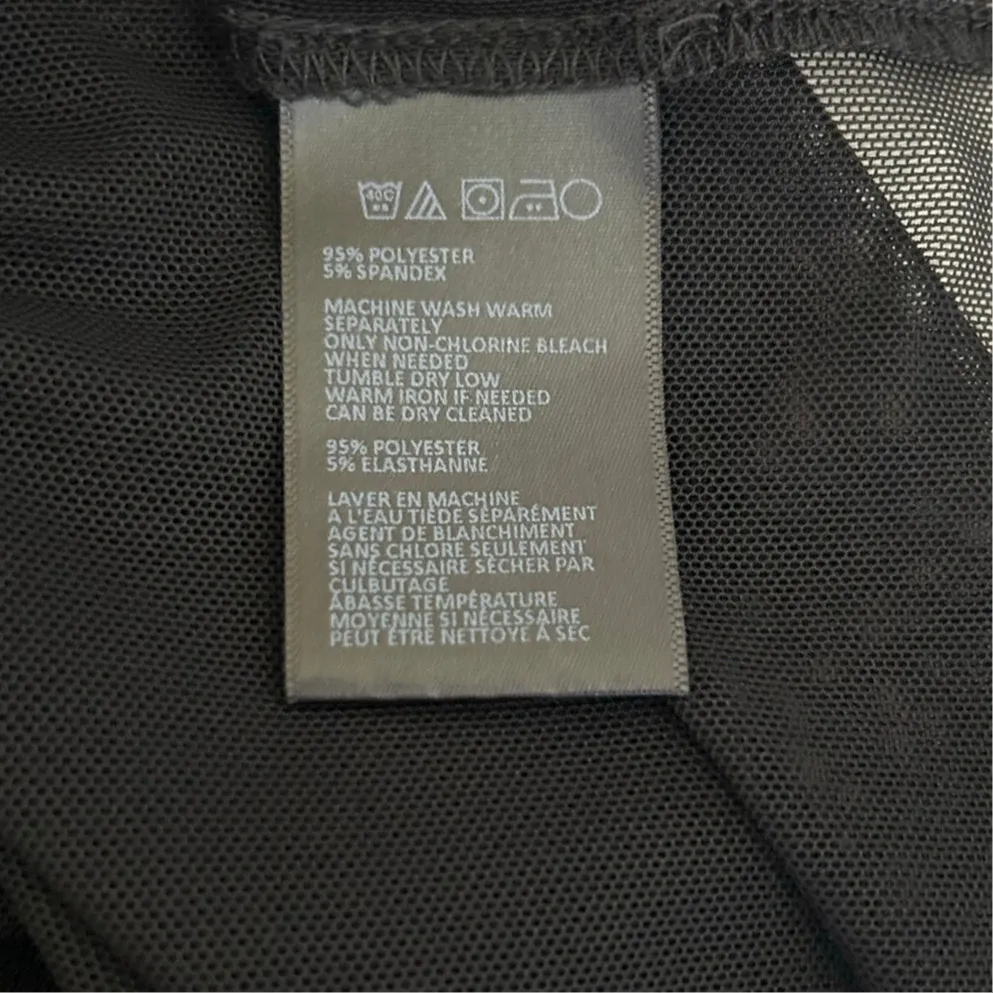 40C
95% POLYESTER
5% SPANDEX
MACHINE WASH WARM
SEPARATELY
ONLY NON-CHLORINE BLEACH
WHEN NEEDED
TUMBLE DRY LOW
WARM IRON IF NEEDED
CAN BE DRY CLEANED
95% POLYESTER
5% ELASTHANNE
LAVER EN MACHINE
A L'EAU TIÈDE SÉPARÉMENT
AGENT DE BLANCHIMENT
SANS CHLORE SEULEMENT
SI NÉCESSAIRE SÉCHER PAR
CULBUTAGE
ÀBASSE TEMPÉRATURE
MOYENNE SI NÉCESSAIRE
PEUT ÊTRE NETTOYÉ À SEC